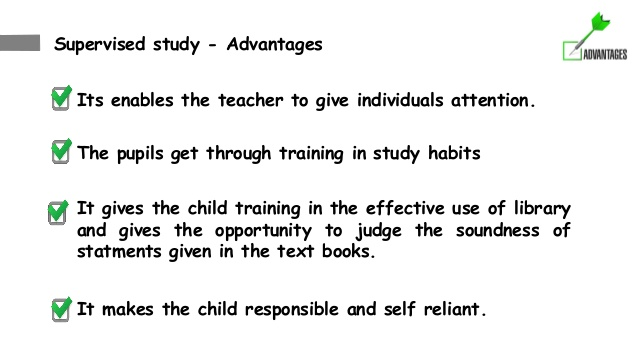 Supervised study - Advantages
ADVANTAGES
Its enables the teacher to give individuals attention.
The pupils get through training in study habits
It gives the child training in the effective use of library
and gives the opportunity to judge the soundness of
statments given in the text books.
It makes the child responsible and self reliant.